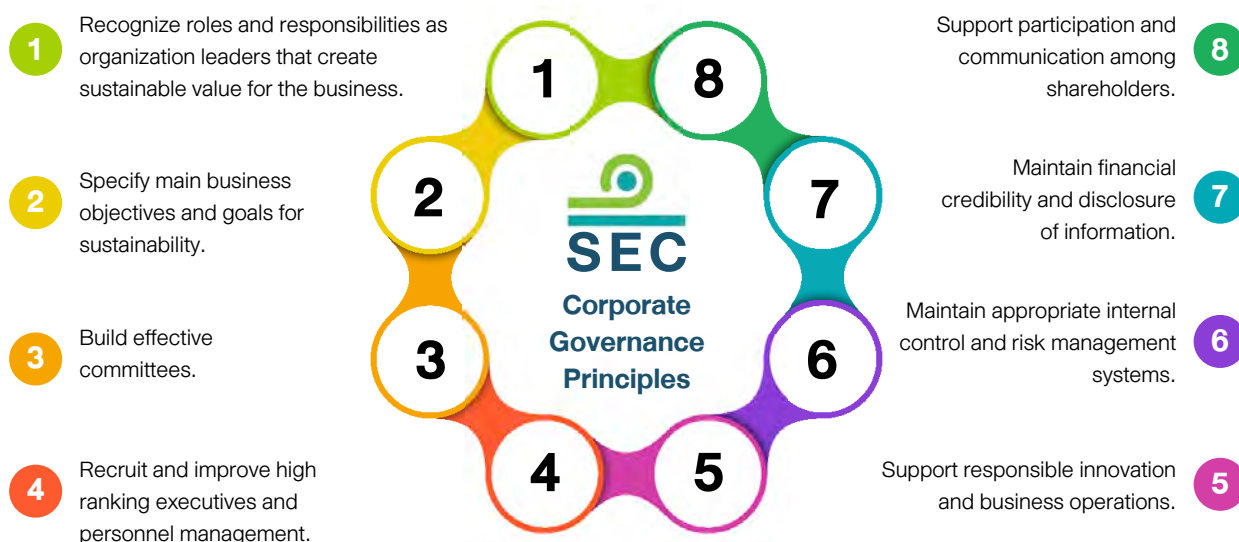 1
Recognize roles and responsibilities as
organization leaders that create
sustainable value for the business.
2
Specify main business
objectives and goals for
sustainability.
3
Build effective
committees.
4
Recruit and improve high
ranking executives and
personnel management.
1
8
2
7
3
6
4
5
SEC
Corporate
Governance
Principles
Support participation and
communication among
shareholders.
8
Maintain financial
credibility and disclosure
of information.
7
Maintain appropriate internal
control and risk management
systems.
6
Support responsible innovation
and business operations.
5